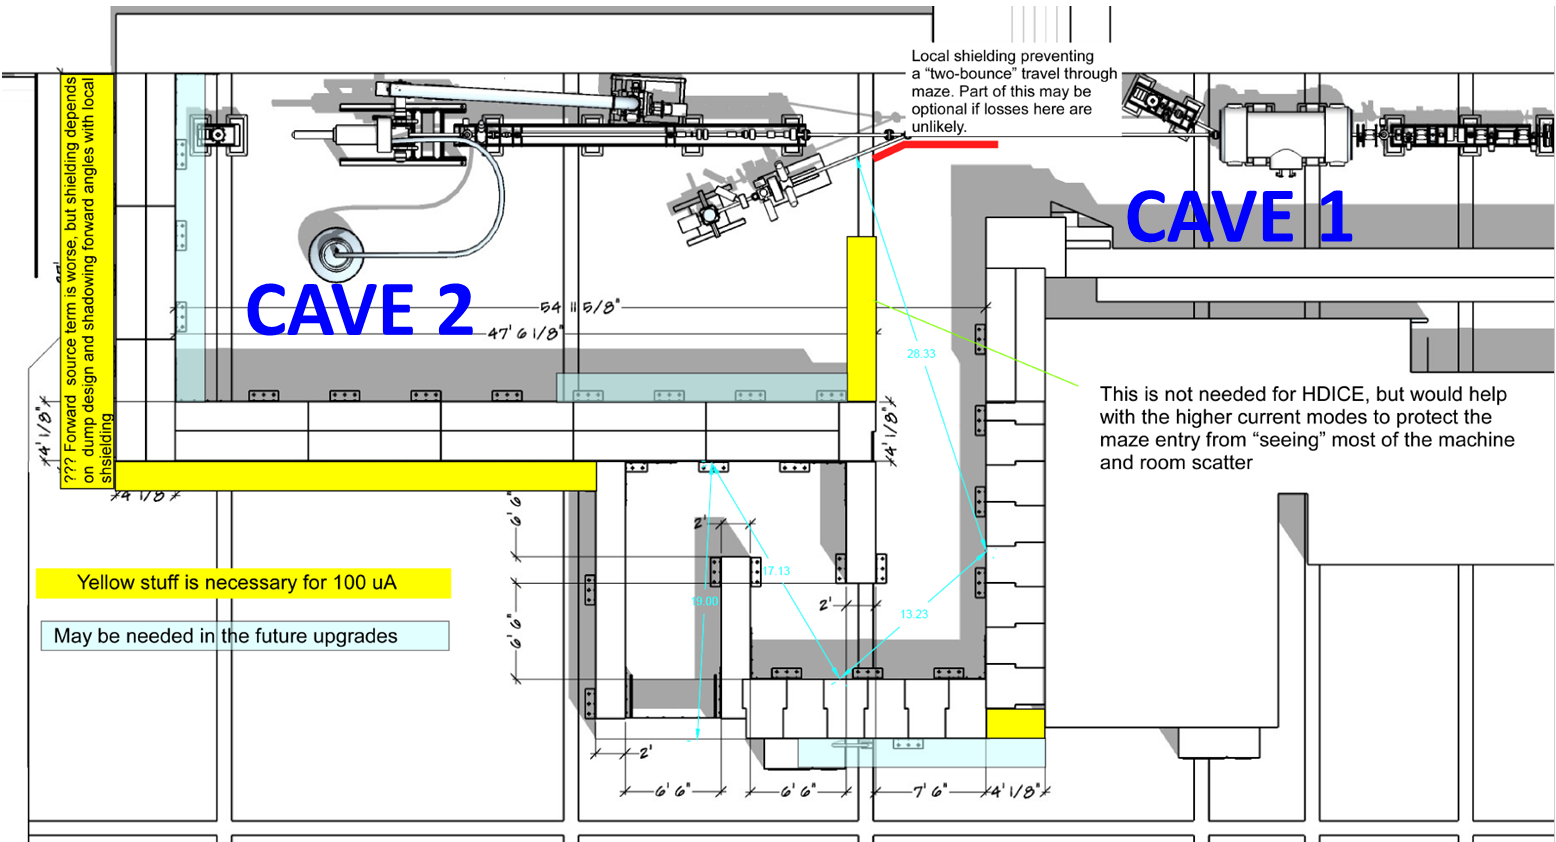 Local shielding preventing
a “two-bounce” travel through
maze. Part of this may be
optional if losses here are
unlikely.
CAVE 1
CAVE 2
??? Forward source term is worse, but shielding depends
on dump design and shadowing forward angles with local
shsielding
54' 11 5/8"
47' 6 1/8"
28.33
This is not needed for HDICE, but would help
with the higher current modes to protect the
maze entry from “seeing” most of the machine
and room scatter
4' 1/8"
4' 1/8"
4' 1/8"
6' 6"
2'
17.13
19.00
2'
13.23
6' 6"
Yellow stuff is necessary for 100 uA
May be needed in the future upgrades
2'
6' 6"
6' 6"
7' 6"
4' 1/8"